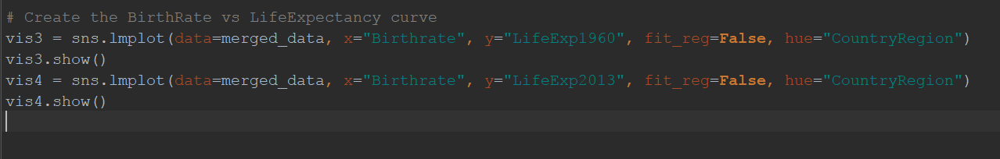 # Create the BirthRate vs LifeExpectancy curve
vis3 = sns.lmplot(data=merged_data, x="Birthrate", y="LifeExp1960", fit_reg=False, hue="CountryRegion")
vis3.show()
vis4 = sns.lmplot(data=merged_data, x="Birthrate", y="LifeExp2013", fit_reg=False, hue="CountryRegion")
vis4.show()